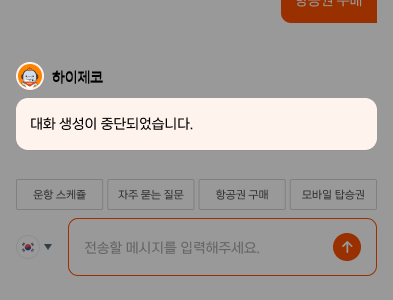 항공권 구매
하이제코
대화 생성이 중단되었습니다.
운항 스케줄
자주 묻는 질문
항공권 구매
모바일 탑승권
전송할 메시지를 입력해주세요.